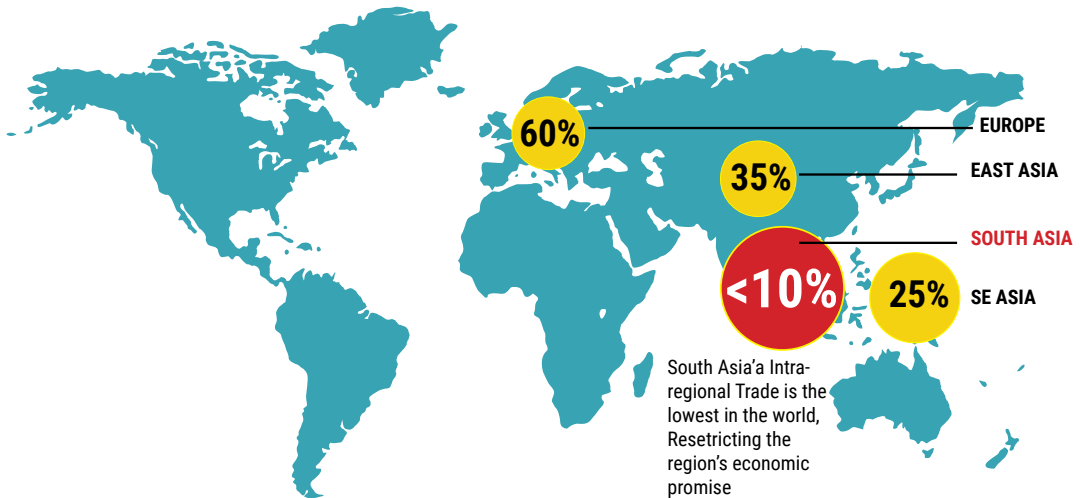 60%
EUROPE
35%
EAST ASIA
SOUTH ASIA
<10%
25%
SE ASIA
South Asia'a Intra-
regional Trade is the
lowest in the world,
Resetricting the
region's economic
promise